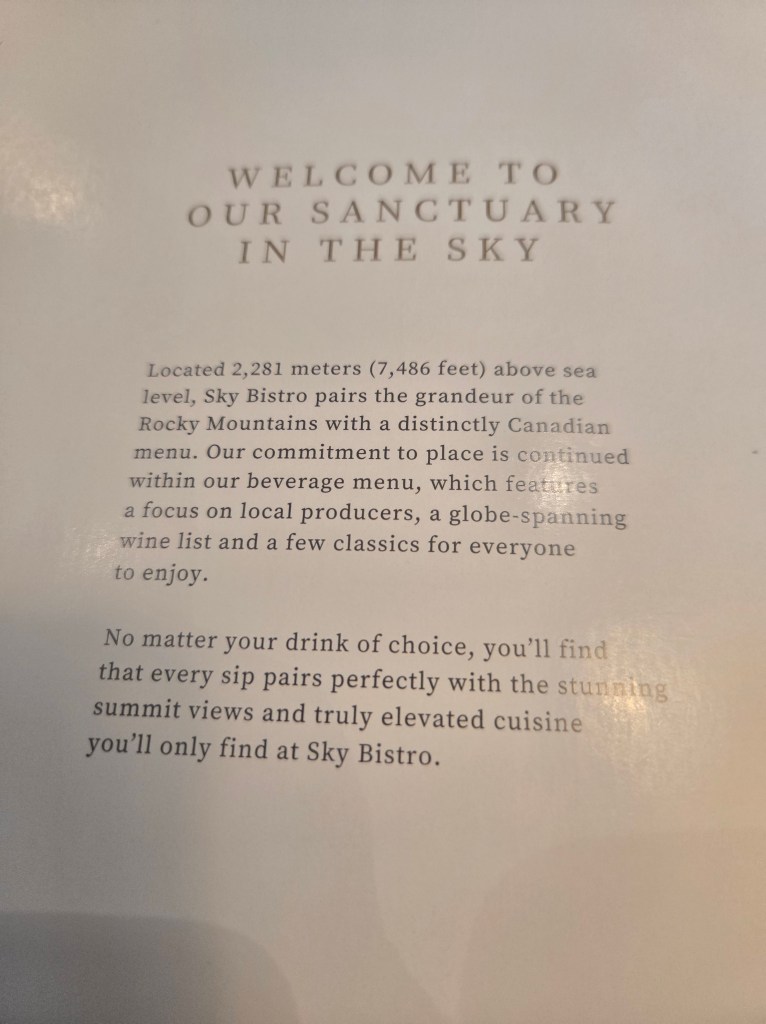 WELCOME TO
OUR SANCTUARY
IN THE SKY
Located 2,281 meters (7,486 feet) above sea
level, Sky Bistro pairs the grandeur of the
Rocky Mountains with a distinctly Canadian
menu. Our commitment to place is continued
within our beverage menu, which features
a focus on local producers, a globe-spanning
wine list and a few classics for everyone
to enjoy.
No matter your drink of choice, you'll find
that every sip pairs perfectly with the stunning
summit views and truly elevated cuisine
you'll only find at Sky Bistro.